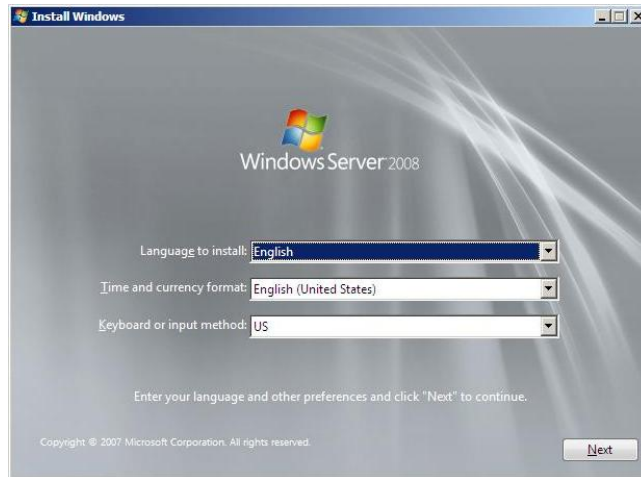 Install Windows
Windows Server 2008
Language to install: English
Time and currency format: English (United States)
Keyboard or input method: US
Enter your language and other preferences and click "Next" to continue.
Copyright © 2007 Microsoft Corporation. All rights reserved.
Next